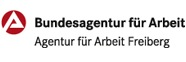 Bundesagentur für Arbeit
Agentur für Arbeit Freiberg